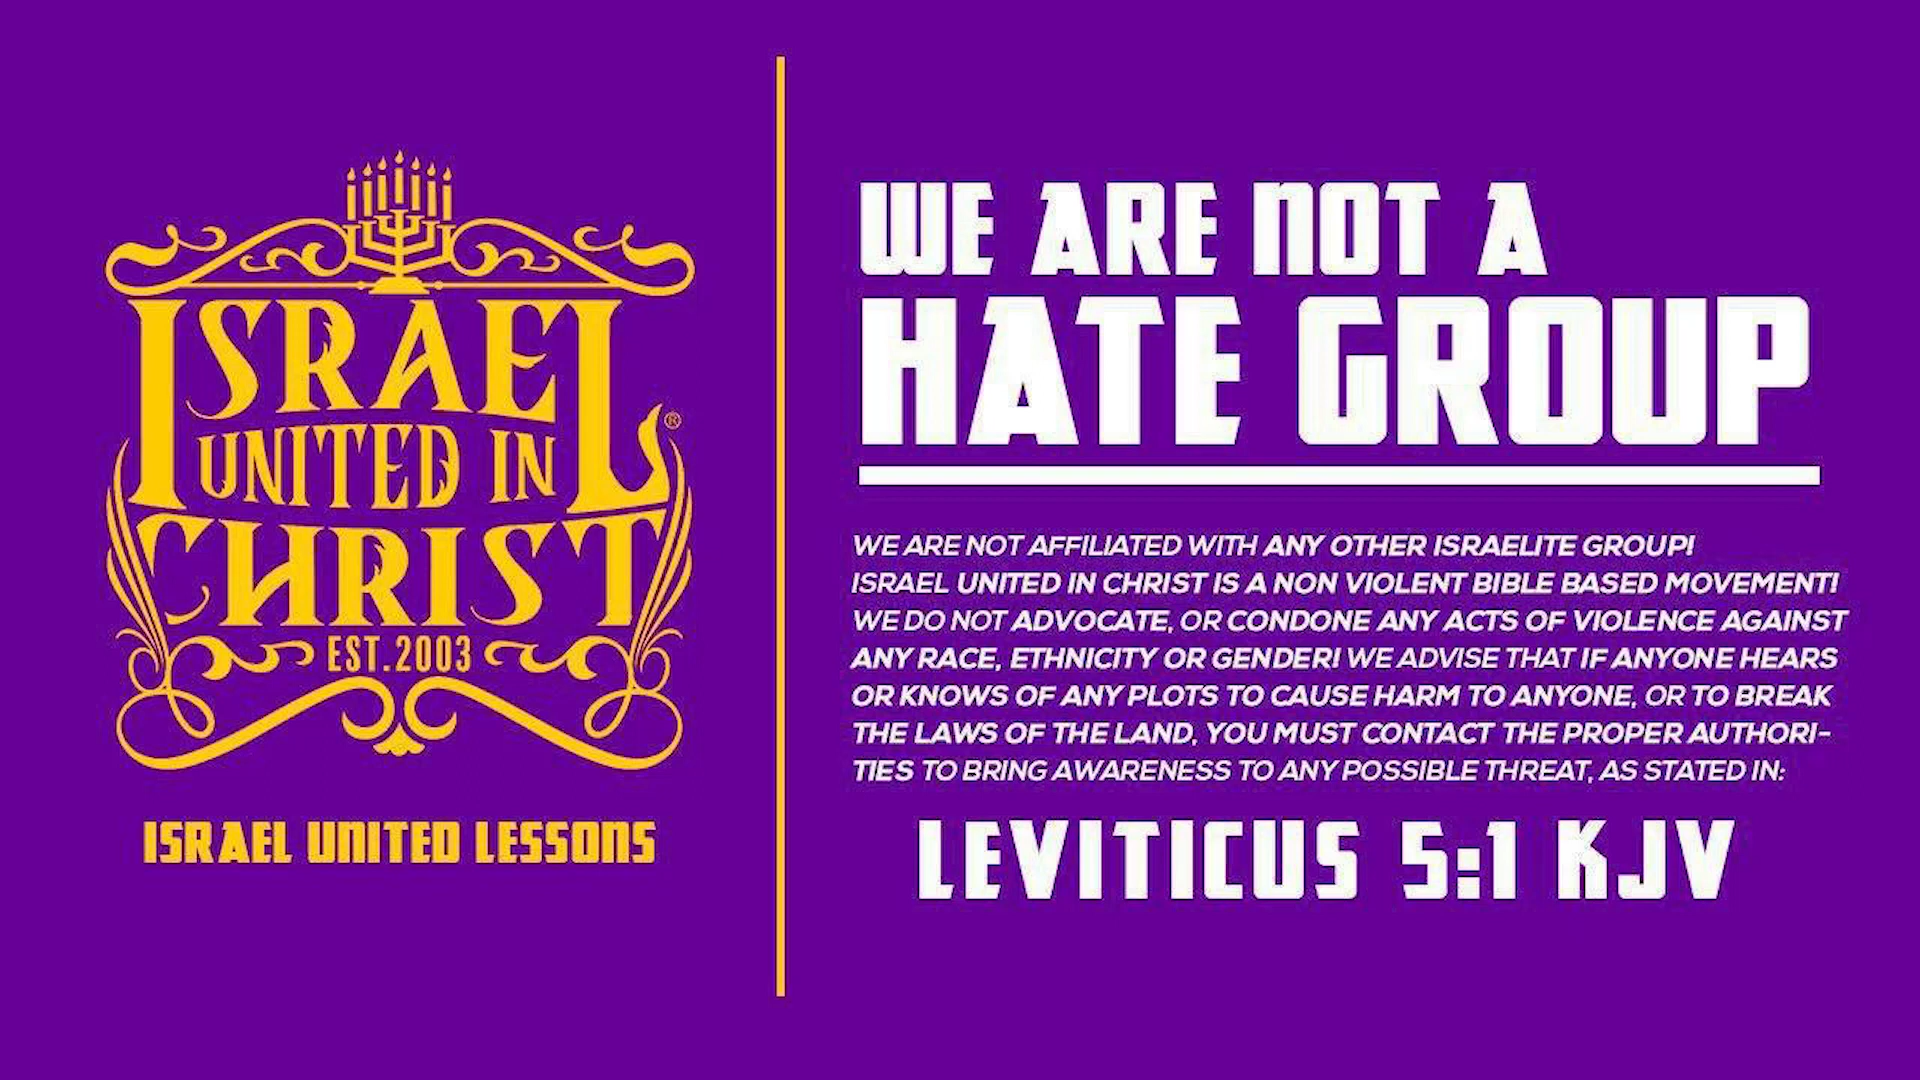 ISRAEL
UNITED IN
CHRIST
®
EST.2003
ISRAEL UNITED LESSONS
WE ARE NOT A
HATE GROUP
WE ARE NOT AFFILIATED WITH ANY OTHER ISRAELITE GROUP!
ISRAEL UNITED IN CHRIST IS A NON VIOLENT BIBLE BASED MOVEMENT!
WE DO NOT ADVOCATE, OR CONDONE ANY ACTS OF VIOLENCE AGAINST
ANY RACE, ETHNICITY OR GENDER! WE ADVISE THAT IF ANYONE HEARS
OR KNOWS OF ANY PLOTS TO CAUSE HARM TO ANYONE, OR TO BREAK
THE LAWS OF THE LAND, YOU MUST CONTACT THE PROPER AUTHORI-
TIES TO BRING AWARENESS TO ANY POSSIBLE THREAT, AS STATED IN:
LEVITICUS 5:1 KJV